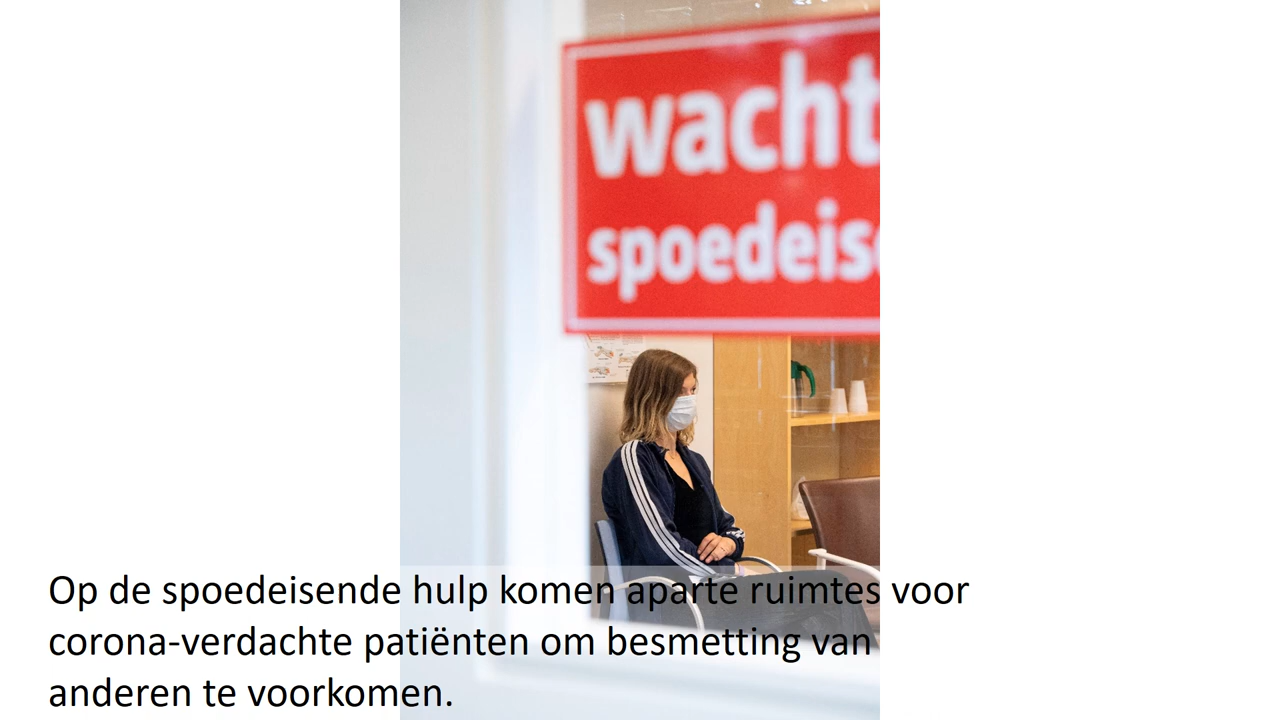 wacht
spoedeis
Op de spoedeisende hulp komen aparte ruimtes voor
corona-verdachte patiënten om besmetting van
anderen te voorkomen.